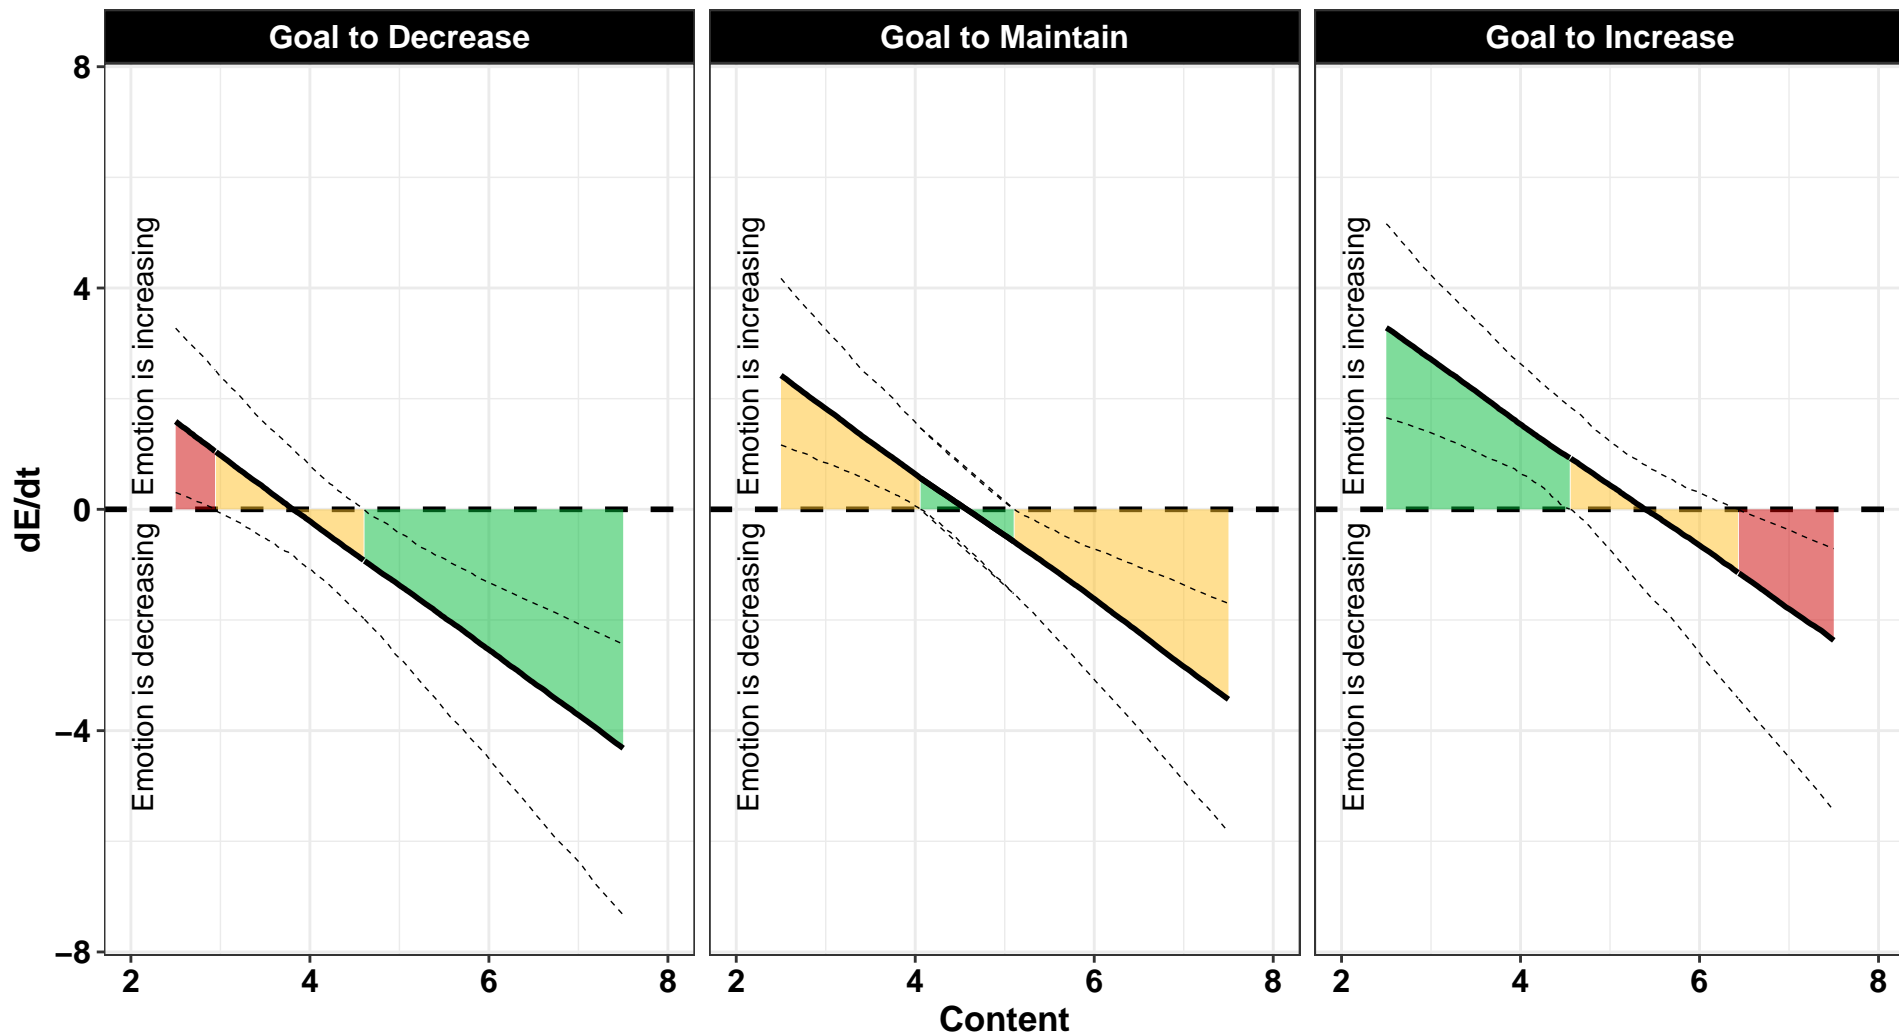 Goal to Decrease
Goal to Maintain
Goal to Increase
8
4
0
−4
−8
dE/dt
Emotion is increasing
Emotion is decreasing
Emotion is increasing
Emotion is decreasing
Emotion is increasing
Emotion is decreasing
2 4 6 8
2 4 6 8
2 4 6 8
Content